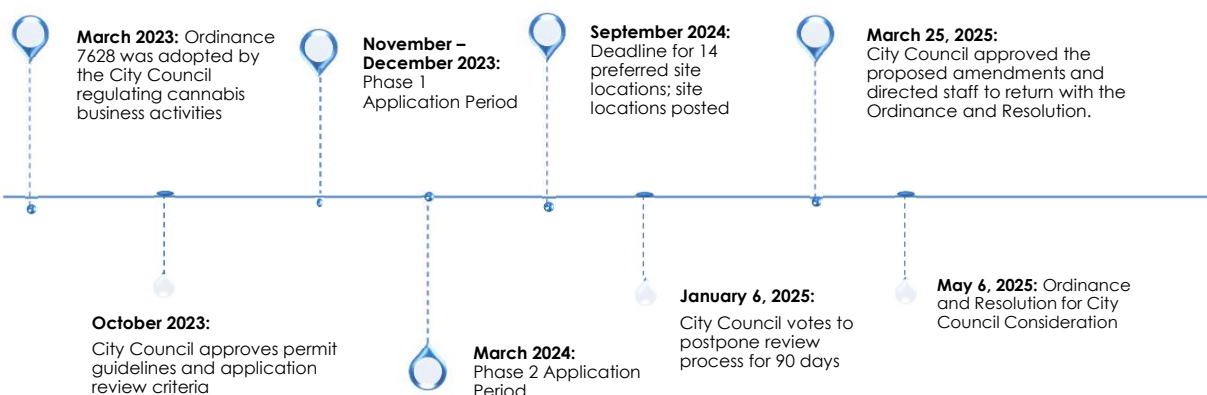 March 2023: Ordinance
7628 was adopted by
the City Council
regulating cannabis
business activities
October 2023:
City Council approves permit
guidelines and application
review criteria
November –
December 2023:
Phase 1
Application Period
March 2024:
Phase 2 Application
Period
September 2024:
Deadline for 14
preferred site
locations; site
locations posted
January 6, 2025:
City Council votes to
postpone review
process for 90 days
March 25, 2025:
City Council approved the
proposed amendments and
directed staff to return with the
Ordinance and Resolution.
May 6, 2025: Ordinance
and Resolution for City
Council Consideration